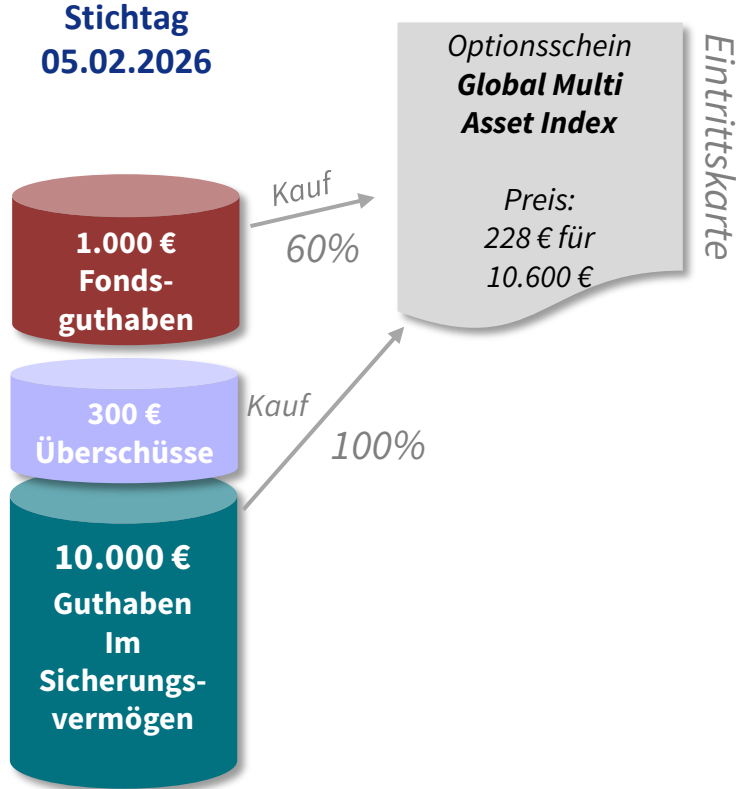 Stichtag
05.02.2026
Optionsschein
Global Multi
Asset Index
Preis:
228 € für
10.600 €
Eintrittskarte
Kauf
60%
1.000 €
Fonds-
guthaben
300 €
Überschüsse
Kauf
100%
10.000 €
Guthaben
Im
Sicherungs-
vermögen